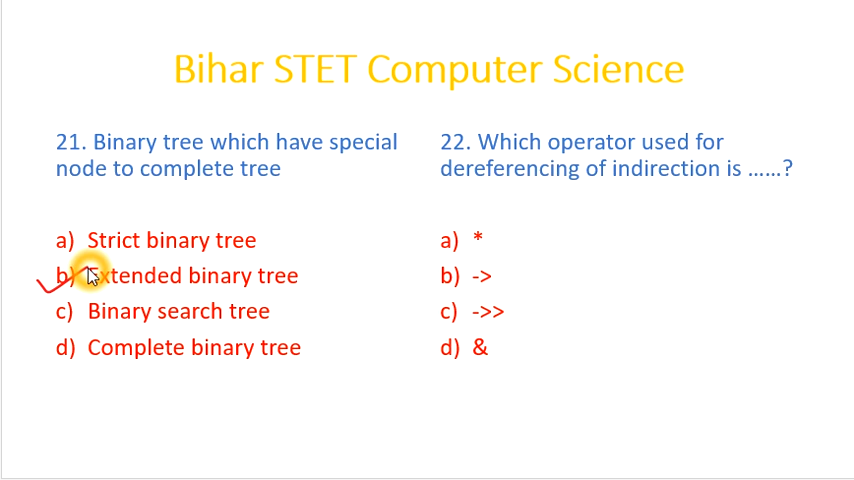 Bihar STET Computer Science
21. Binary tree which have special
node to complete tree
a) Strict binary tree
b) Extended binary tree
c) Binary search tree
d) Complete binary tree
22. Which operator used for
dereferencing of indirection is ......?
a) *
b) ->
c) ->>
d) &